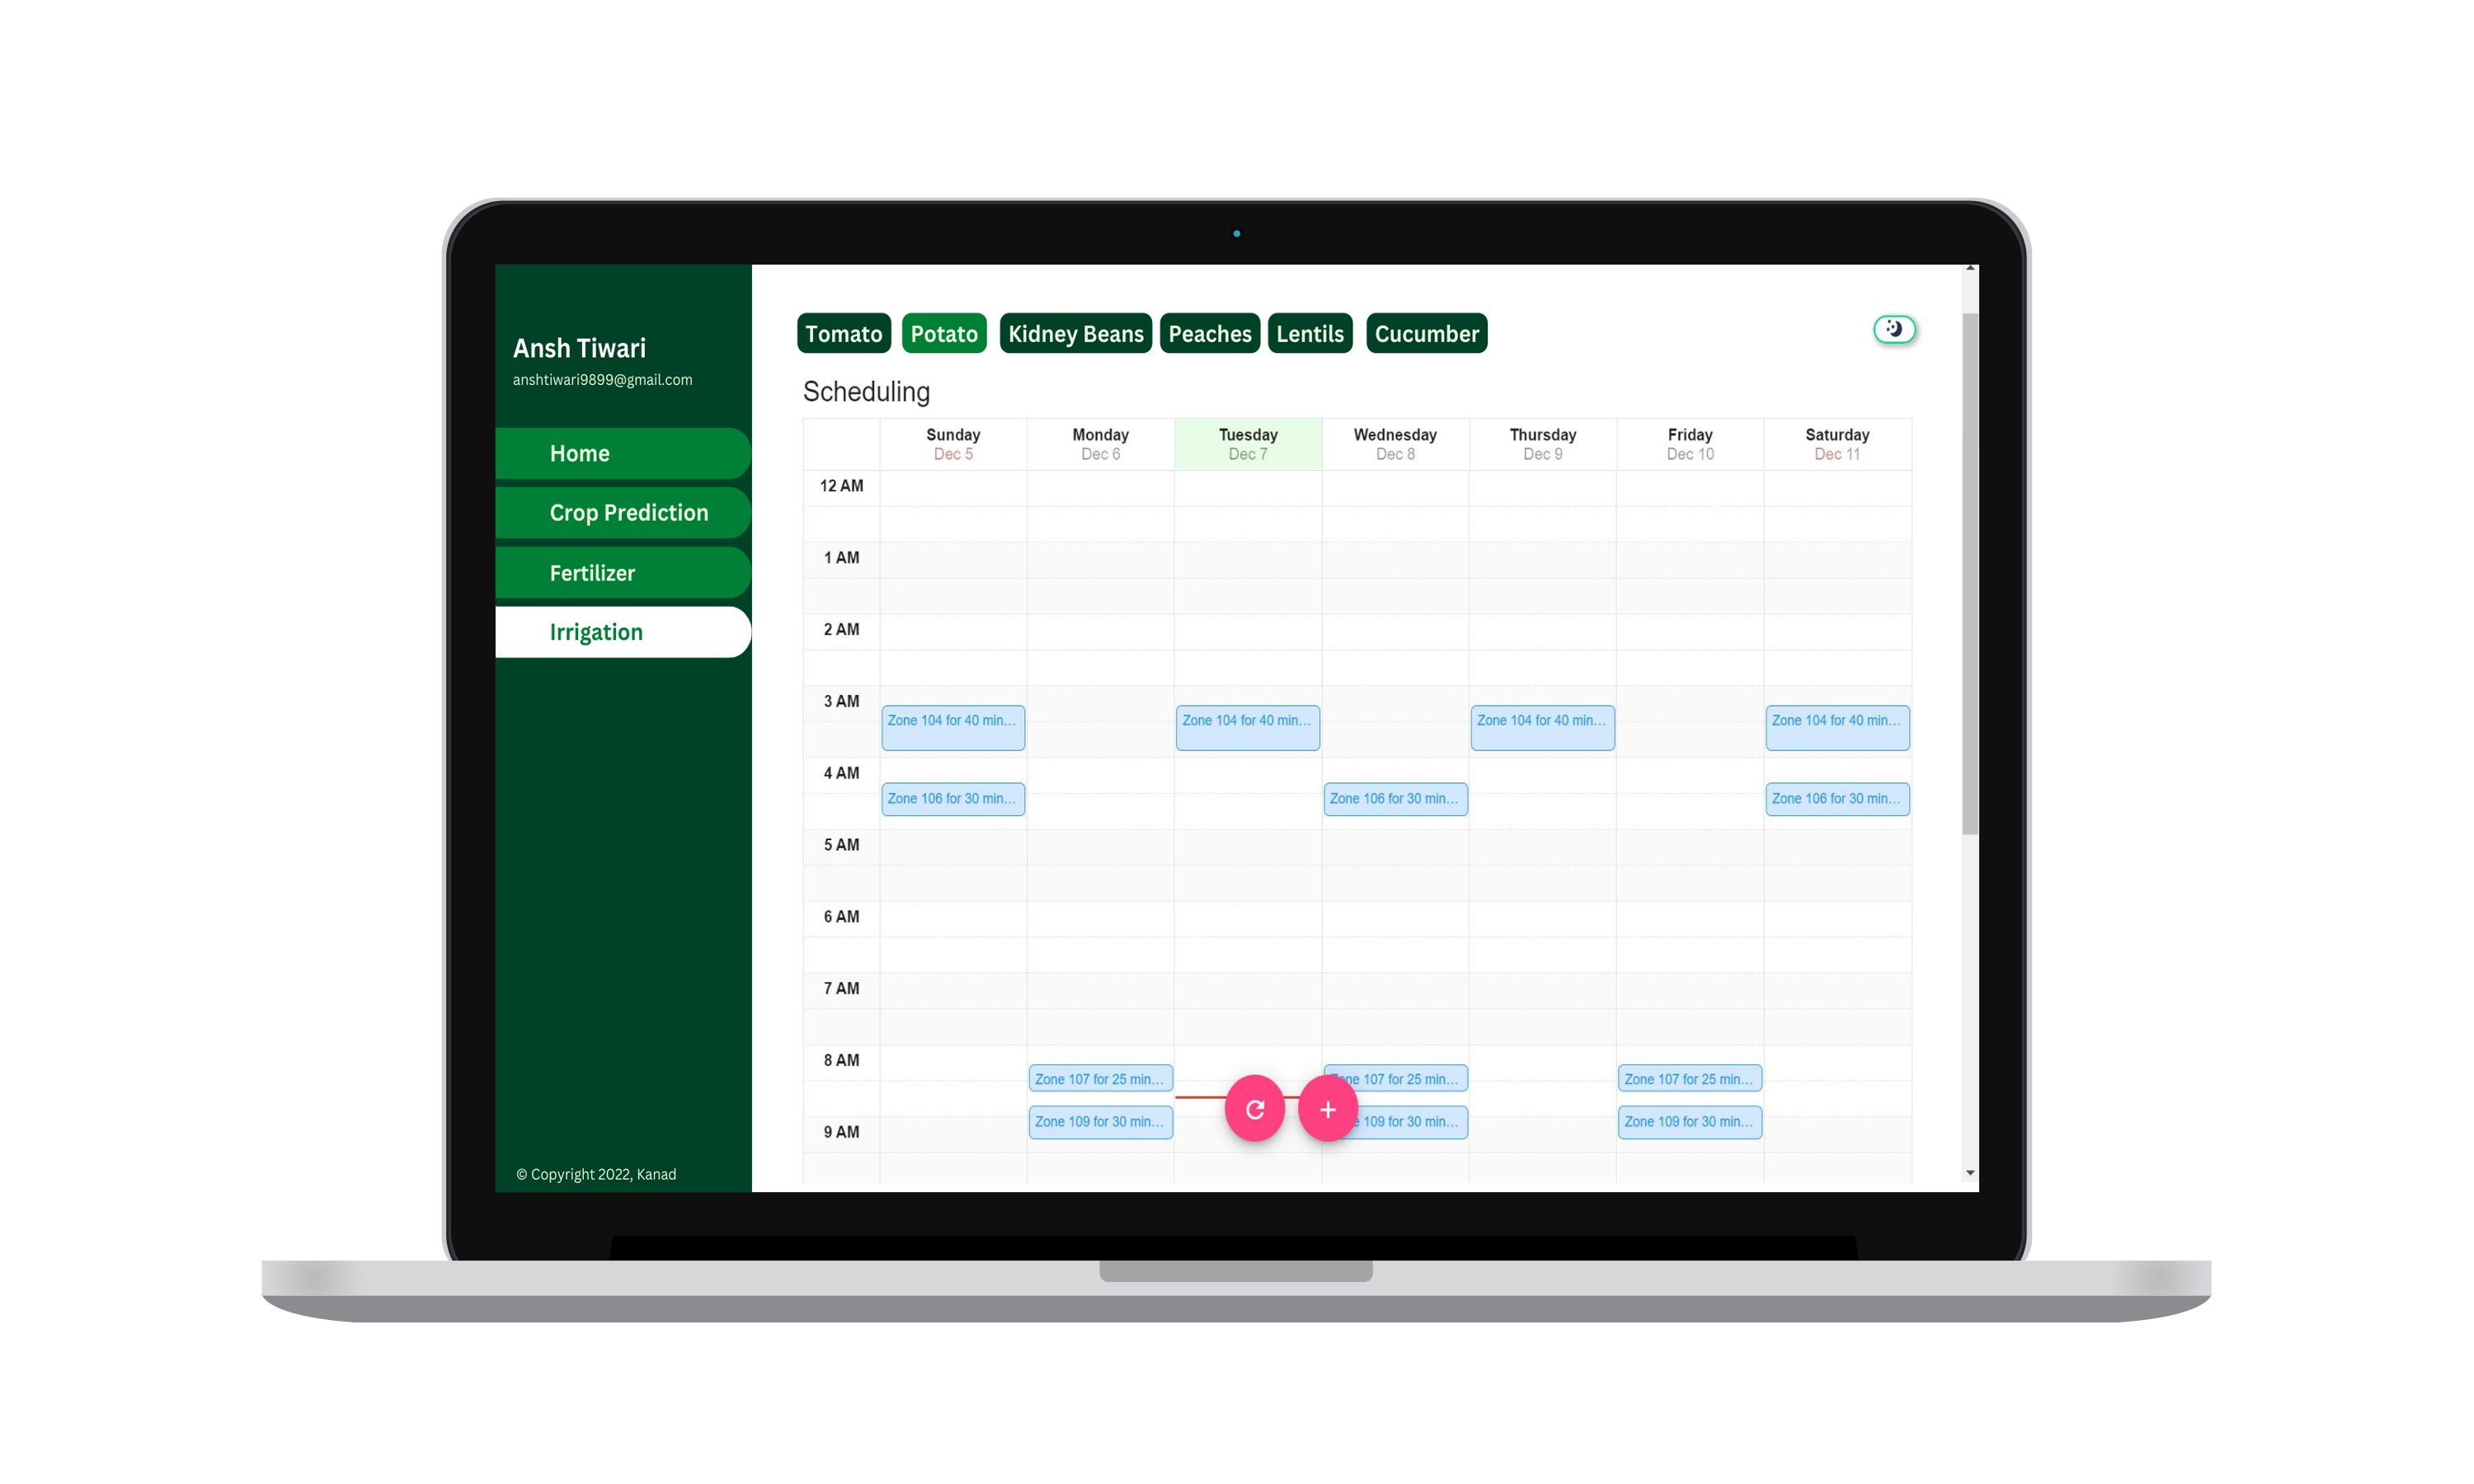 Ansh Tiwari
anshtiwari9899@gmail.com
Home
Crop Prediction
Fertilizer
Irrigation
© Copyright 2022, Kanad
Tomato Potato Kidney Beans Peaches Lentils Cucumber
Scheduling
Sunday Monday Tuesday Wednesday Thursday Friday Saturday
Dec 5 Dec 6 Dec 7 Dec 8 Dec 9 Dec 10 Dec 11
12 AM
1 AM
2 AM
3 AM
Zone 104 for 40 min... Zone 104 for 40 min... Zone 104 for 40 min... Zone 104 for 40 min...
4 AM
Zone 106 for 30 min... Zone 106 for 30 min... Zone 106 for 30 min...
5 AM
6 AM
7 AM
8 AM
Zone 107 for 25 min... ne 107 for 25 min... Zone 107 for 25 min...
Zone 109 for 30 min... 109 for 30 min... Zone 109 for 30 min...
9 AM